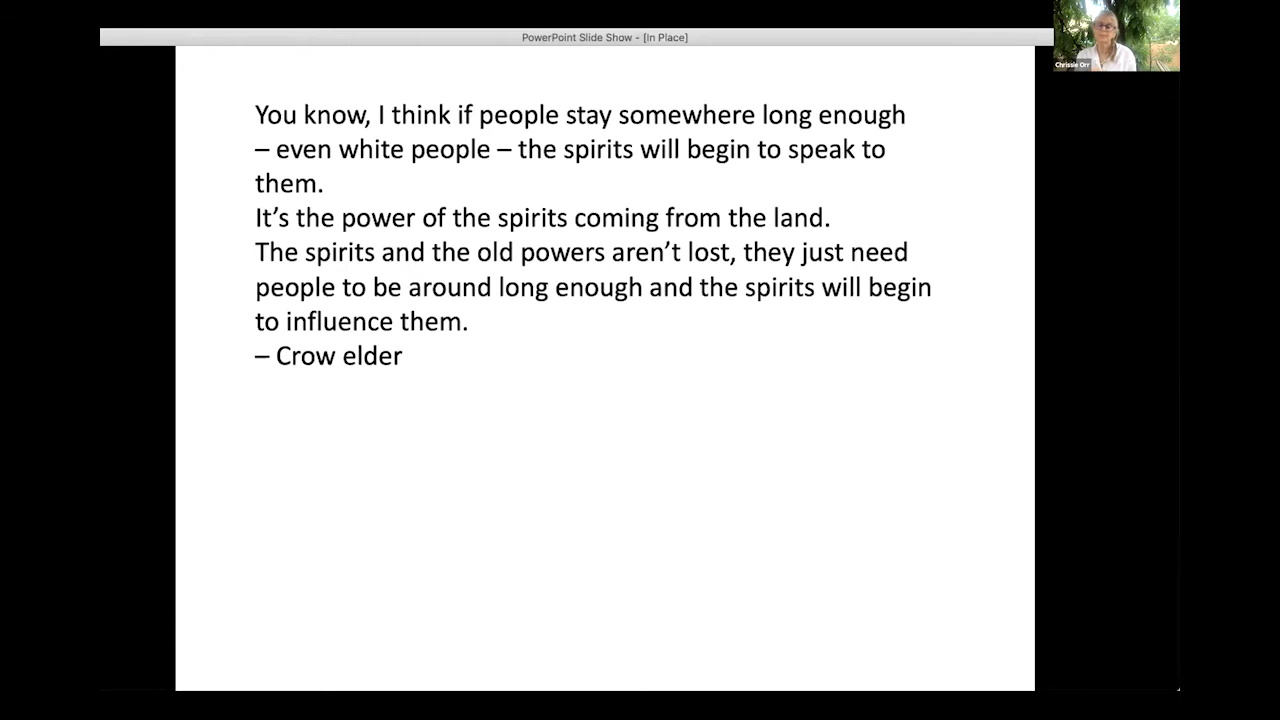 PowerPoint Slide Show - [In Place]
Chrissie Orr
You know, I think if people stay somewhere long enough
– even white people – the spirits will begin to speak to
them.
It’s the power of the spirits coming from the land.
The spirits and the old powers aren’t lost, they just need
people to be around long enough and the spirits will begin
to influence them.
– Crow elder